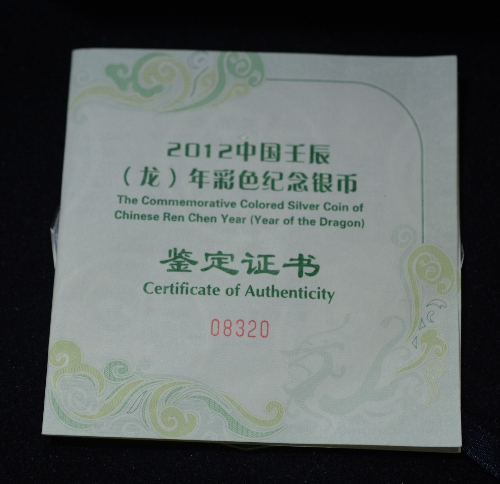 2012中国壬辰
（龙）年彩色纪念银币
The Commemorative Colored Silver Coin of
Chinese Ren Chen Year (Year of the Dragon)
鉴定证书
Certificate of Authenticity
08320